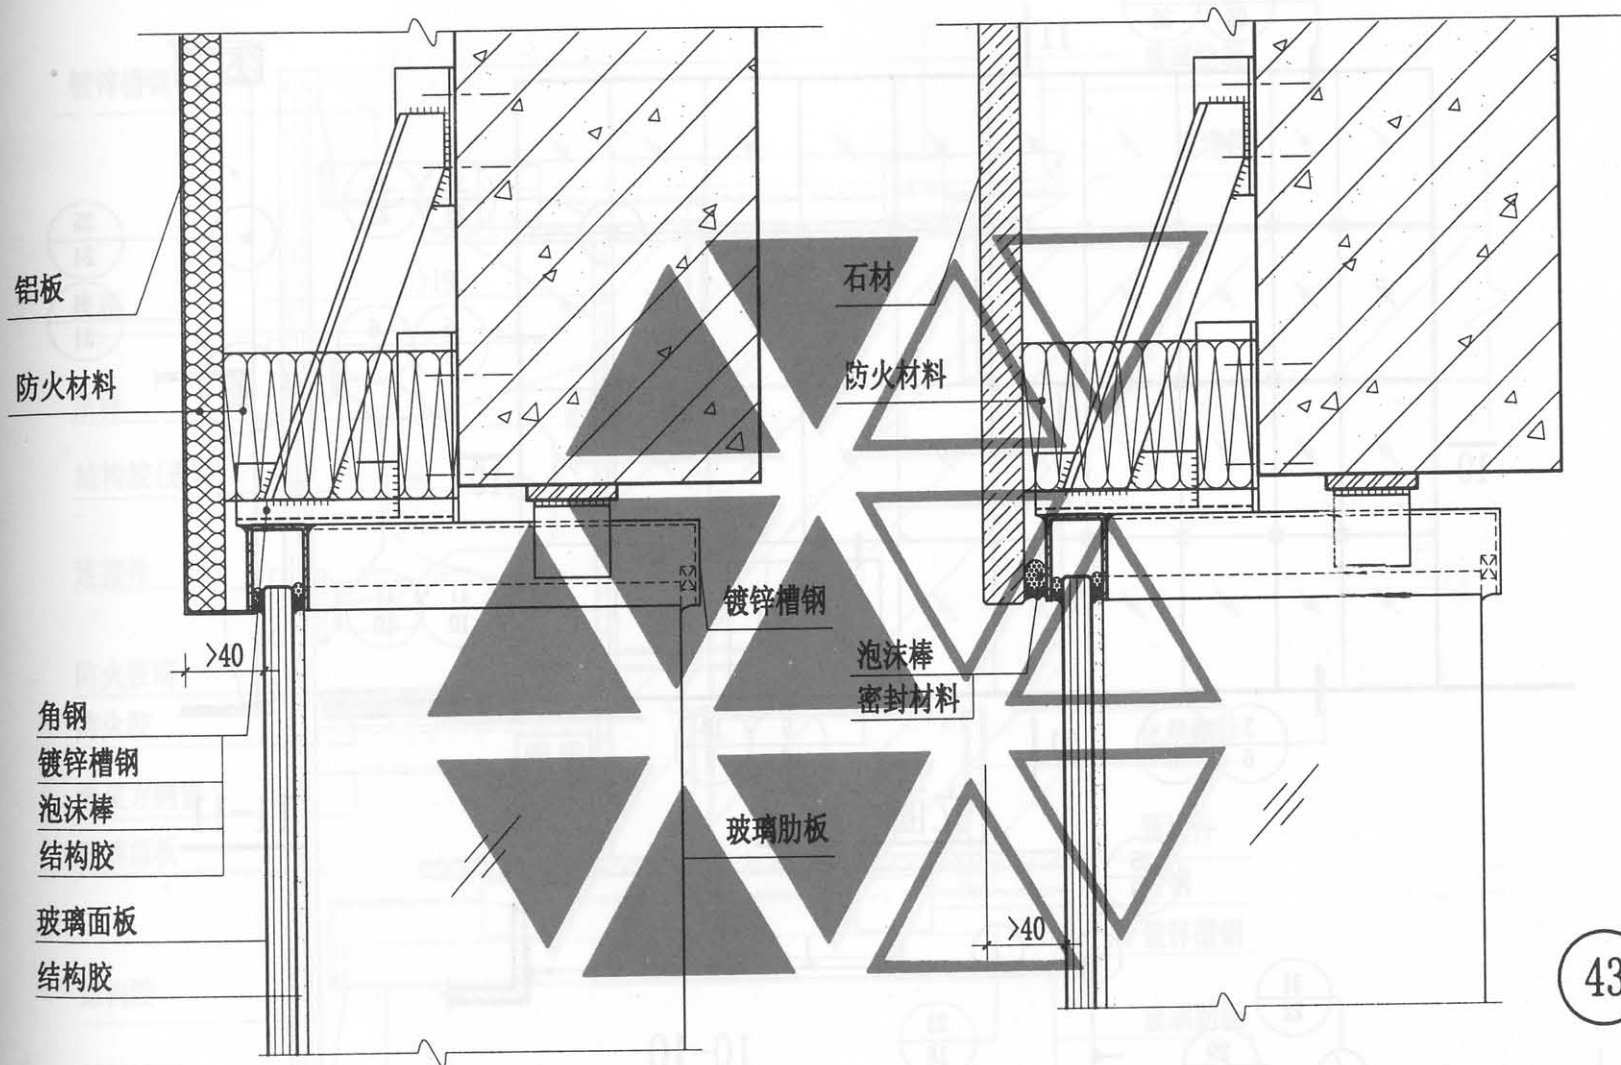 铝板
防火材料
>40
角钢
镀锌槽钢
泡沫棒
结构胶
玻璃面板
结构胶
镀锌槽钢
玻璃肋板
石材
防火材料
泡沫棒
密封材料
>40
43